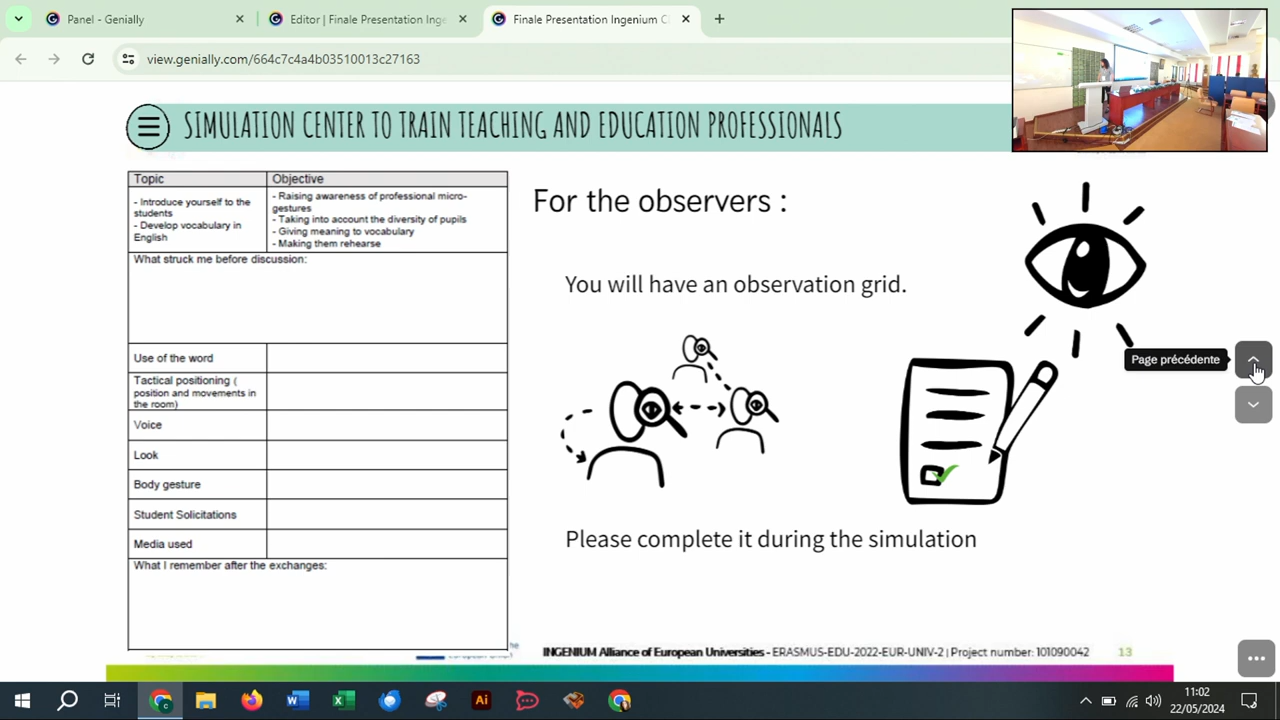 Panel - Genially
Editor | Finale Presentation Inge
Finale Presentation Ingenium C
view.genially.com/664c7c4a4b03510013c27163
SIMULATION CENTER TO TRAIN TEACHING AND EDUCATION PROFESSIONALS
Topic
Objective
- Introduce yourself to the
students
- Develop vocabulary in
English
- Raising awareness of professional micro-
gestures
- Taking into account the diversity of pupils
- Giving meaning to vocabulary
- Making them rehearse
What struck me before discussion:
Use of the word
Tactical positioning (
position and movements in
the room)
Voice
Look
Body gesture
Student Solicitations
Media used
What I remember after the exchanges:
For the observers :
You will have an observation grid.
Please complete it during the simulation
Page précédente
INGENIUM Alliance of European Universities - ERASMUS-EDU-2022-EUR-UNIV-2 | Project number: 101090042
13
11:02
22/05/2024